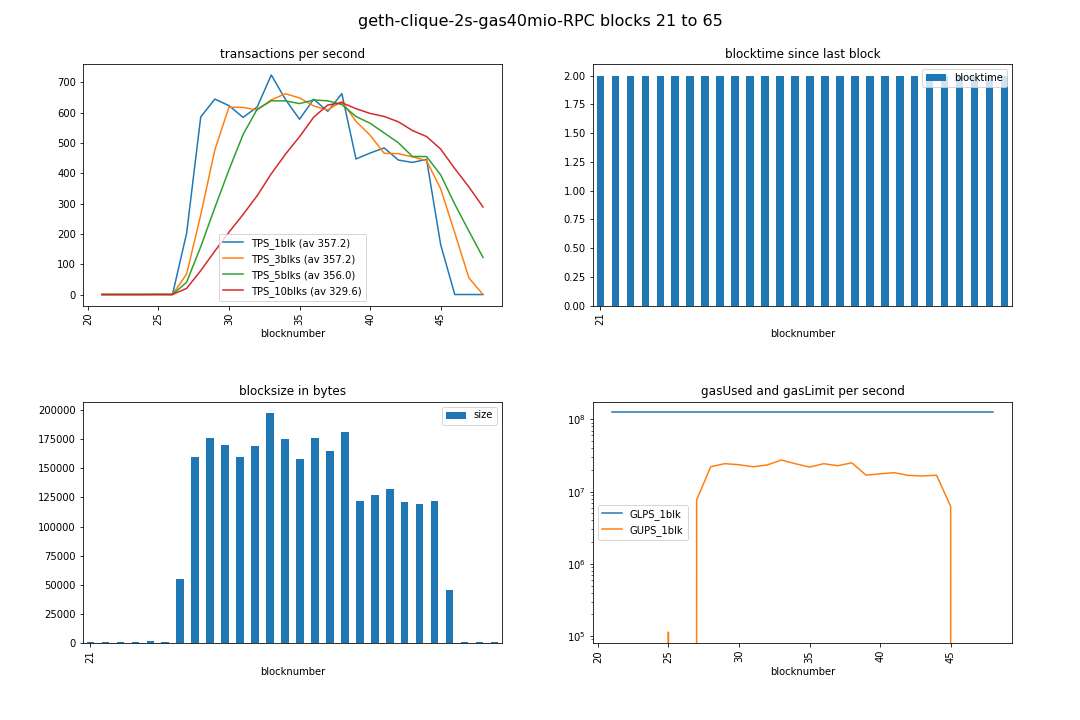 geth-clique-2s-gas40mio-RPC blocks 21 to 65
transactions per second
700
600
500
400
300
200
100
0
TPS_1blk (av 357.2)
TPS_3blks (av 357.2)
TPS_5blks (av 356.0)
TPS_10blks (av 329.6)
20
25
30
35
40
45
blocknumber
blocktime since last block
2.00
1.75
1.50
1.25
1.00
0.75
0.50
0.25
0.00
blocktime
21
blocknumber
blocksize in bytes
200000
175000
150000
125000
100000
75000
50000
25000
0
size
21
blocknumber
gasUsed and gasLimit per second
10^8
10^7
10^6
10^5
GLPS_1blk
GUPS_1blk
20
25
30
35
40
45
blocknumber